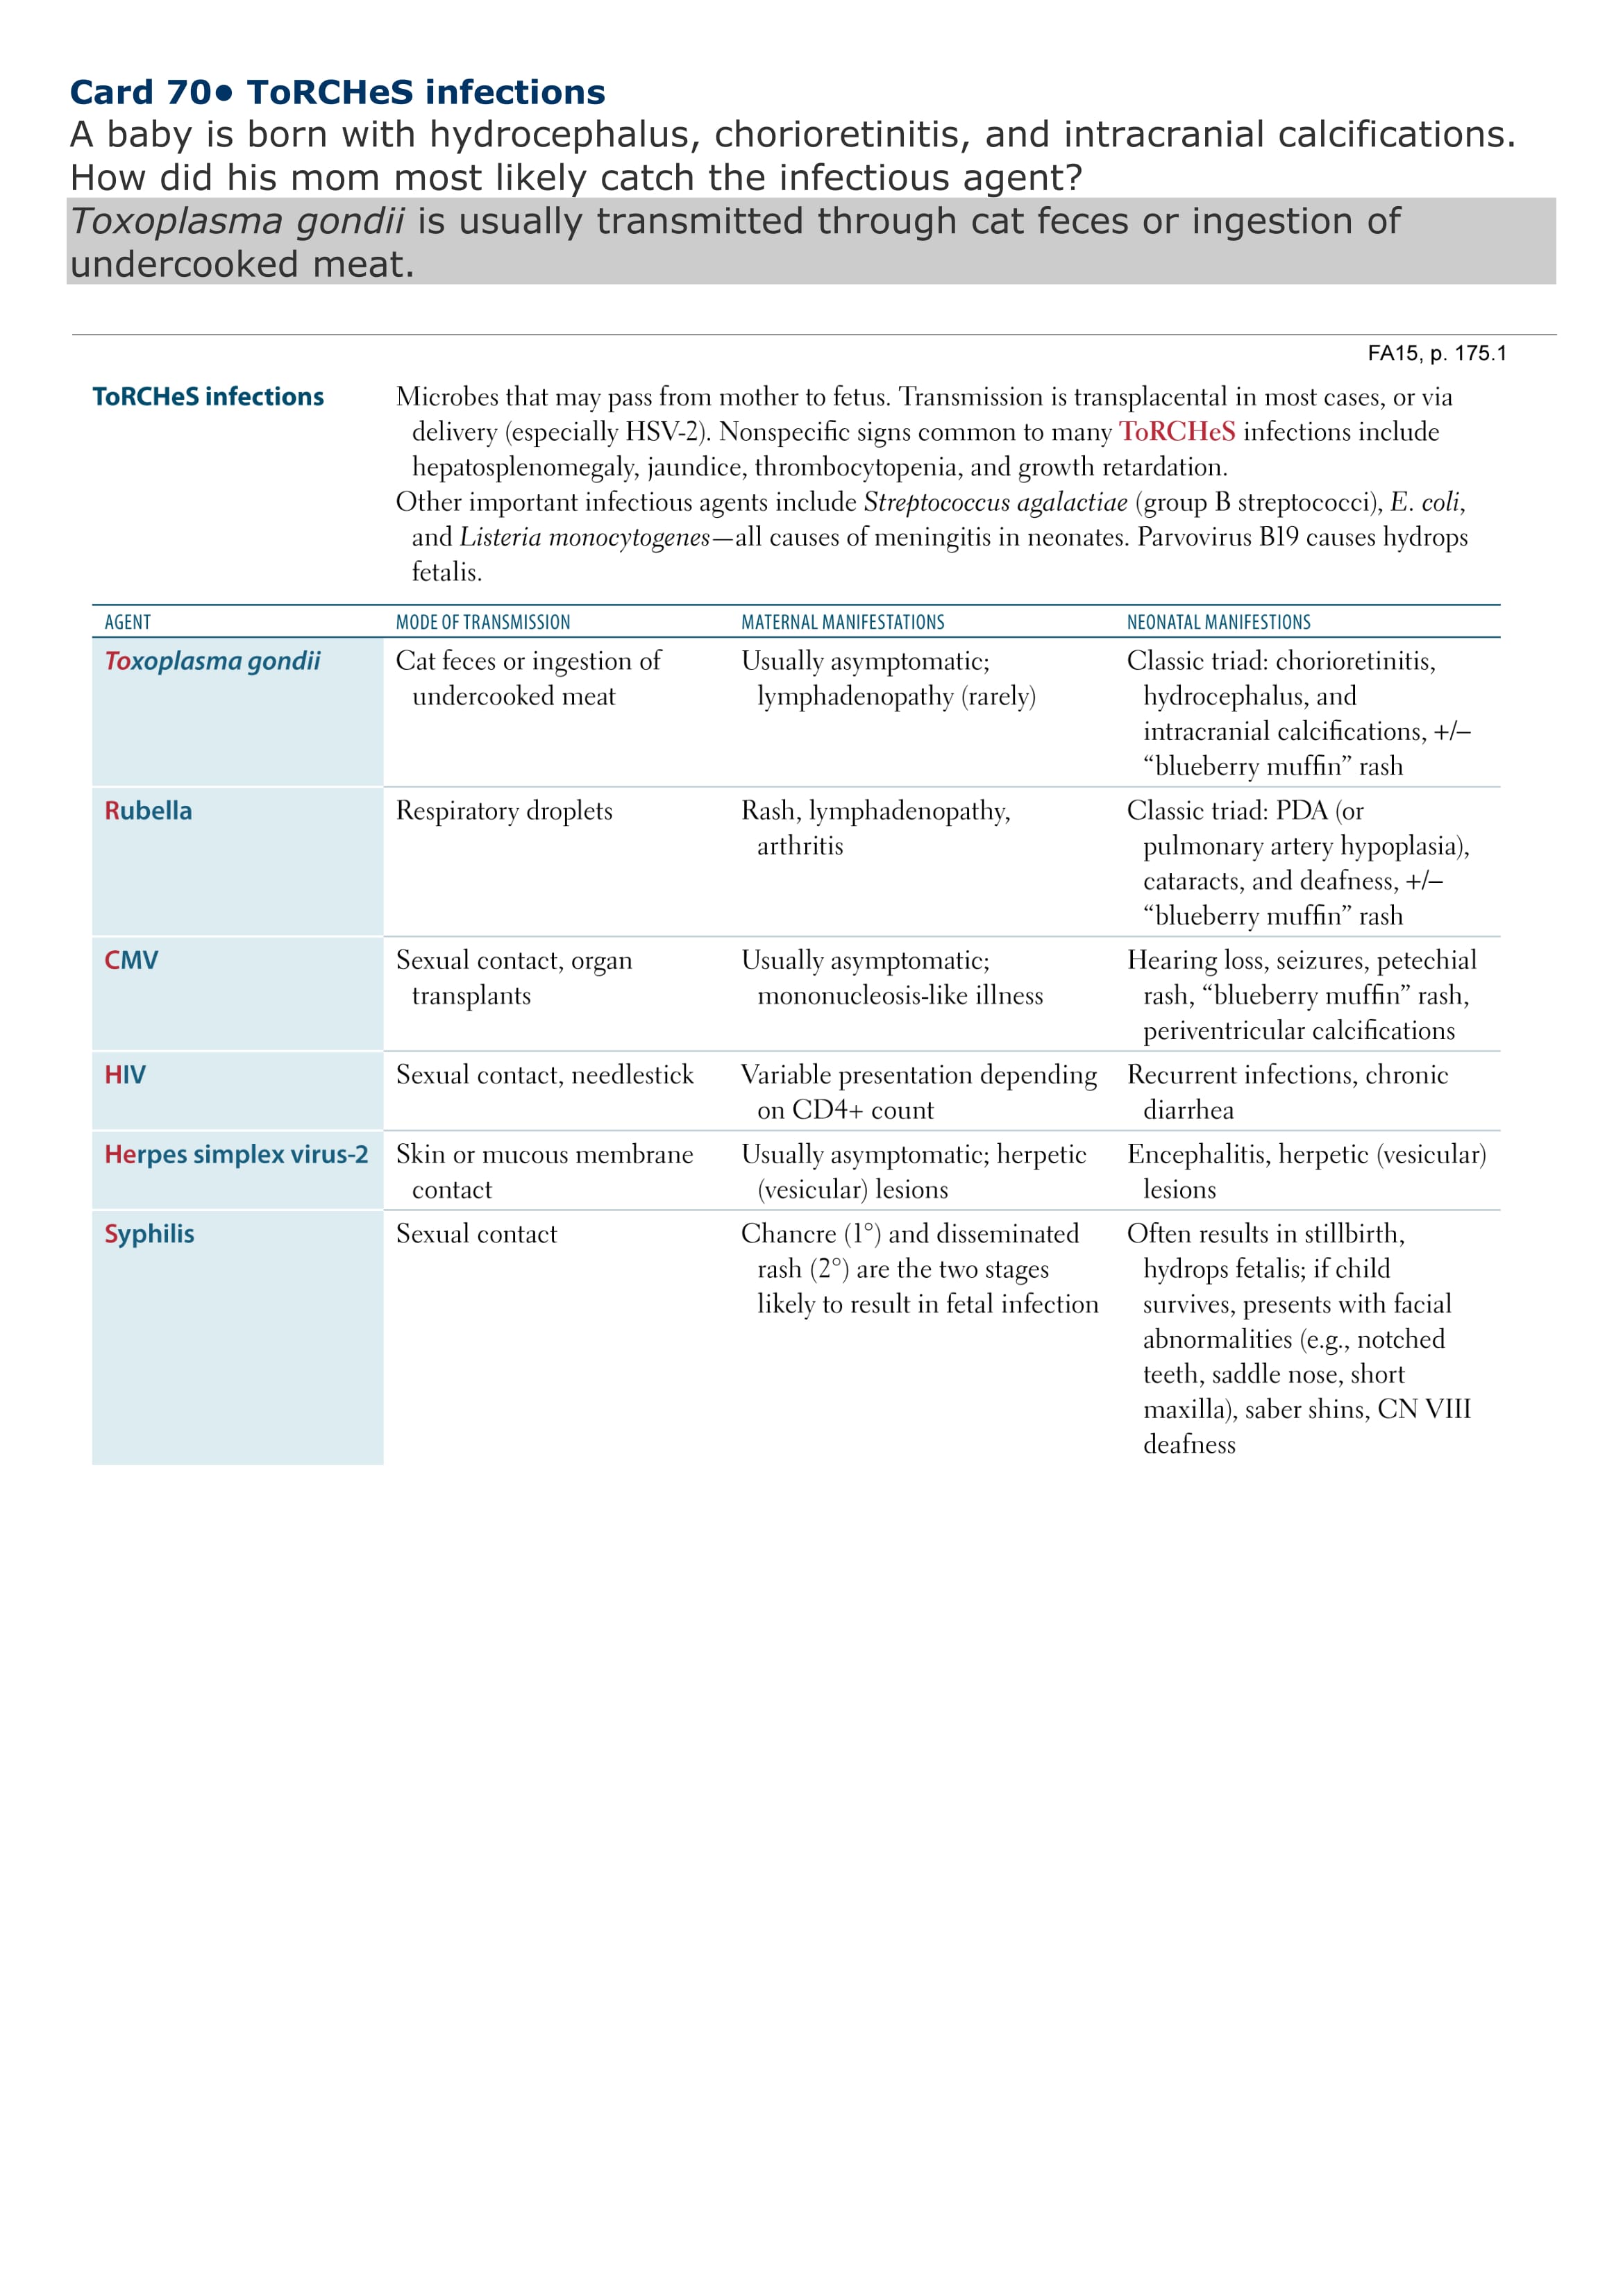 Card 70• ToRCHeS infections
A baby is born with hydrocephalus, chorioretinitis, and intracranial calcifications.
How did his mom most likely catch the infectious agent?
Toxoplasma gondii is usually transmitted through cat feces or ingestion of
undercooked meat.
FA15, p. 175.1
ToRCHeS infections
Microbes that may pass from mother to fetus. Transmission is transplacental in most cases, or via
delivery (especially HSV-2). Nonspecific signs common to many ToRCHeS infections include
hepatosplenomegaly, jaundice, thrombocytopenia, and growth retardation.
Other important infectious agents include Streptococcus agalactiae (group B streptococci), E. coli,
and Listeria monocytogenes—all causes of meningitis in neonates. Parvovirus B19 causes hydrops
fetalis.
AGENT MODE OF TRANSMISSION MATERNAL MANIFESTATIONS NEONATAL MANIFESTIONS
Toxoplasma gondii
Cat feces or ingestion of
undercooked meat
Usually asymptomatic;
lymphadenopathy (rarely)
Classic triad: chorioretinitis,
hydrocephalus, and
intracranial calcifications, +/–
“blueberry muffin” rash
Rubella
Respiratory droplets
Rash, lymphadenopathy,
arthritis
Classic triad: PDA (or
pulmonary artery hypoplasia),
cataracts, and deafness, +/–
“blueberry muffin” rash
CMV
Sexual contact, organ
transplants
Usually asymptomatic;
mononucleosis-like illness
Hearing loss, seizures, petechial
rash, “blueberry muffin” rash,
periventricular calcifications
HIV
Sexual contact, needlestick
Variable presentation depending
on CD4+ count
Recurrent infections, chronic
diarrhea
Herpes simplex virus-2
Skin or mucous membrane
contact
Usually asymptomatic; herpetic
(vesicular) lesions
Encephalitis, herpetic (vesicular)
lesions
Syphilis
Sexual contact
Chancre (1°) and disseminated
rash (2°) are the two stages
likely to result in fetal infection
Often results in stillbirth,
hydrops fetalis; if child
survives, presents with facial
abnormalities (e.g., notched
teeth, saddle nose, short
maxilla), saber shins, CN VIII
deafness